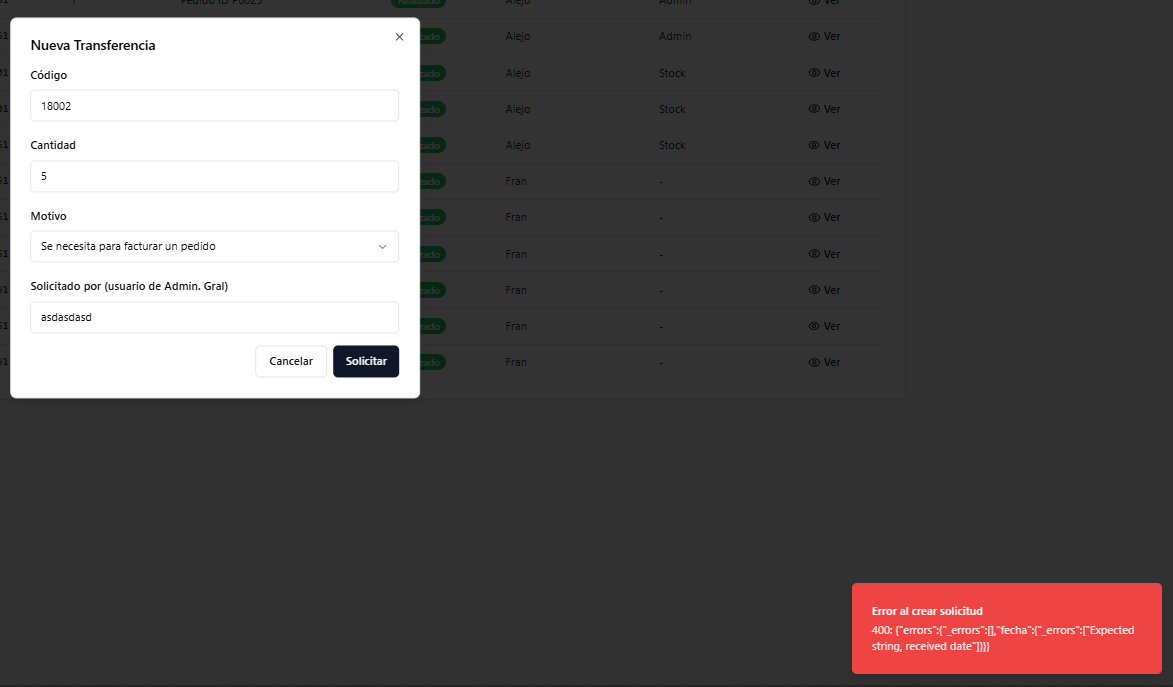 Pedido ID P0025 Realizado Alejo Admin Ver
Alejo Admin Ver
Alejo Stock Ver
Alejo Stock Ver
Alejo Stock Ver
Fran - Ver
Fran - Ver
Fran - Ver
Fran - Ver
Fran - Ver
Fran - Ver
Nueva Transferencia
Código
18002
Cantidad
5
Motivo
Se necesita para facturar un pedido
Solicitado por (usuario de Admin. Gral)
asdasdasd
Cancelar Solicitar
Error al crear solicitud
400: {"errors":{"_errors":[],"fecha":{"_errors":["Expected
string, received date"]}}}